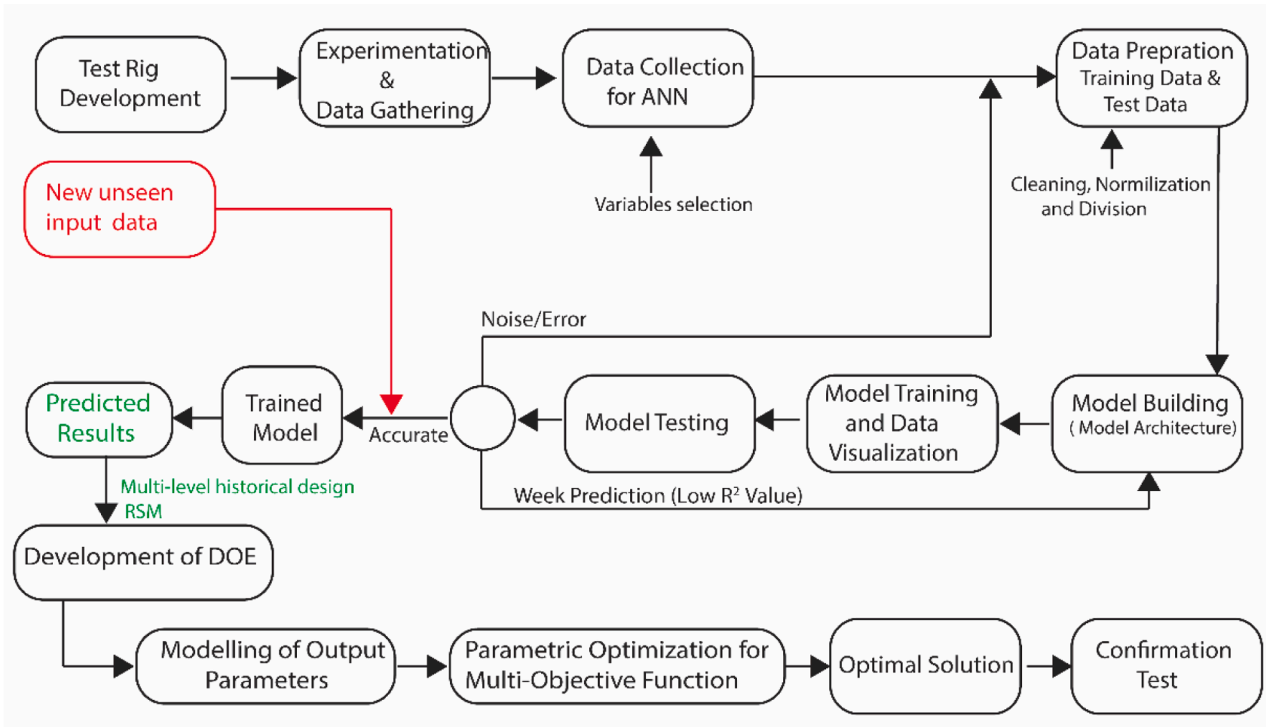 Test Rig
Development
Experimentation
&
Data Gathering
Data Collection
for ANN
Data Prepration
Training Data &
Test Data
Variables selection
Cleaning, Normilization
and Division
New unseen
input data
Noise/Error
Predicted
Results
Trained
Model
Accurate
Model Testing
Model Training
and Data
Visualization
Model Building
( Model Architecture)
Week Prediction (Low R² Value)
Multi-level historical design
RSM
Development of DOE
Modelling of Output
Parameters
Parametric Optimization for
Multi-Objective Function
Optimal Solution
Confirmation
Test